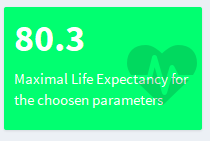 80.3
Maximal Life Expectancy for
the choosen parameters